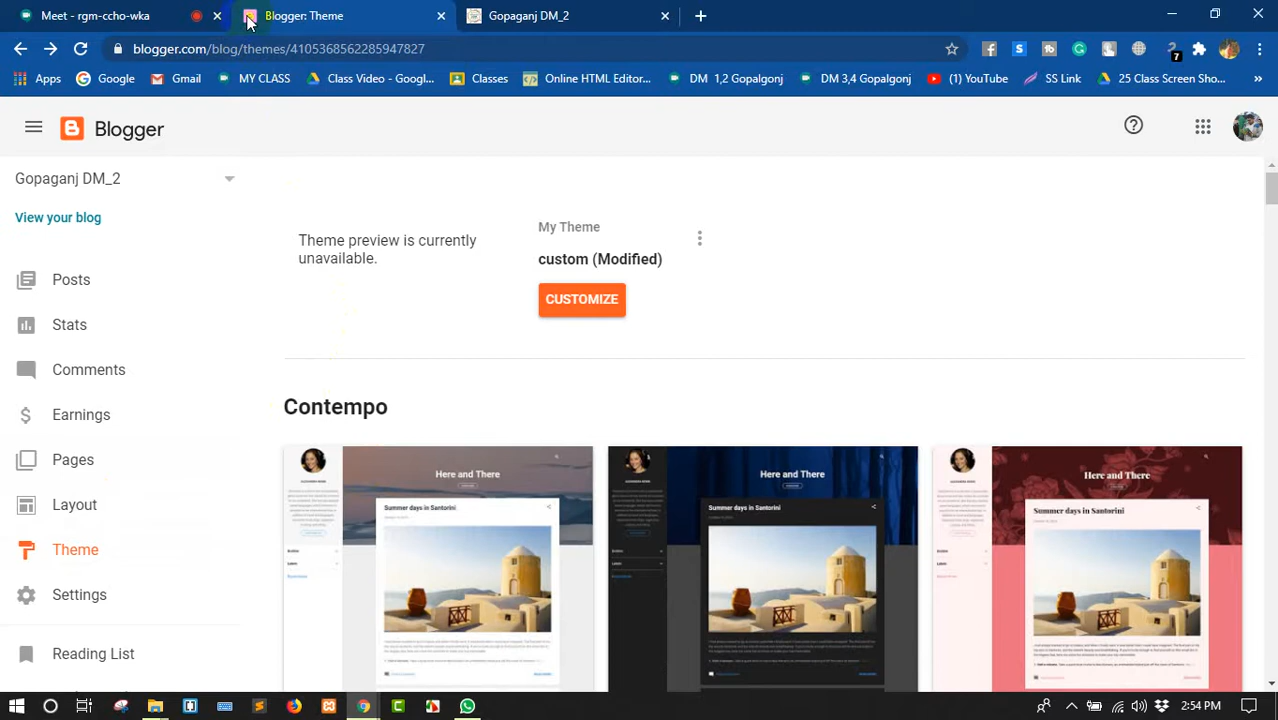 Meet - echo-cho-wka
Blogger: Theme
Gopaganj DM_2
blogger.com/blog/themes/4105368562285947827
7
Apps
Google
Gmail
MY CLASS
Class Video - Googl...
Classes
Online HTML Editor...
DM 1,2 Gopalgonj
DM 3,4 Gopalgonj
(1) YouTube
SS Link
25 Class Screen Sho...
»
Blogger
Gopaganj DM_2
View your blog
Posts
Stats
Comments
Earnings
Pages
Layout
Theme
Settings
Reading List
Theme preview is currently
unavailable.
My Theme
custom (Modified)
CUSTOMIZE
Contempo
Here and There
Summer days in Santorini
Here and There
Summer days in Santorini
Here and There
Summer days in Santorini
2:54 PM